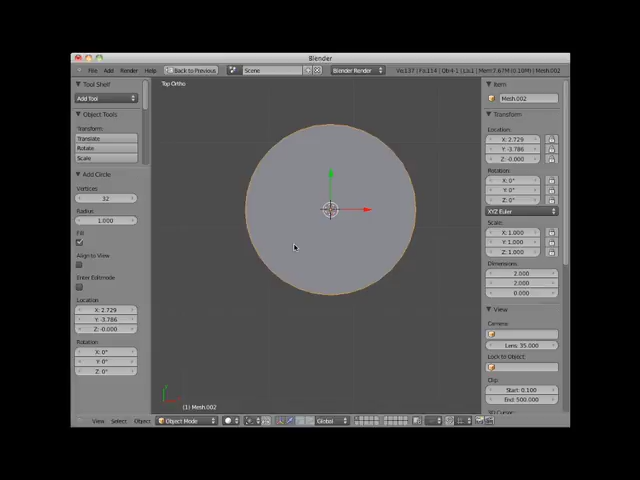 Blender
File Add Render Help Back to Previous Scene Blender Render
Tool Shelf
Add Tool
Object Tools
Transform:
Translate
Rotate
Scale
Add Circle
Vertices
32
Radius:
1.000
Fill
Align to View
Enter Editmode
Location
X: 2.729
Y: -3.786
Z: -0.000
Rotation
X: 0°
Y: 0°
Z: 0°
Top Ortho
(1) Mesh.002
Item
Mesh.002
Transform
Location:
X: 2.729
Y: -3.786
Z: -0.000
Rotation:
X: 0°
Y: 0°
Z: 0°
XYZ Euler
Scale:
X: 1.000
Y: 1.000
Z: 1.000
Dimensions:
2.000
2.000
0.000
View
Camera:
Lens: 35.000
Lock to Object:
Clip:
Start: 0.100
End: 500.000
View Select Object Object Mode Global